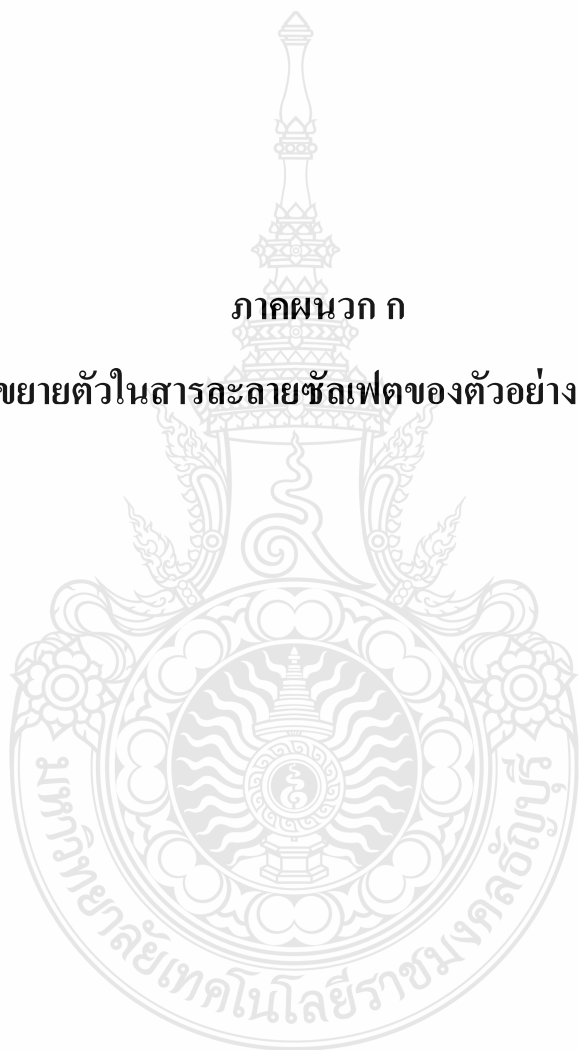 ภาคผนวก ก
ขยายตัวในสารละลายซัลเฟตของตัวอย่าง
มหาวิทยาลัยเทคโนโลยีราชมงคลธัญบุรี